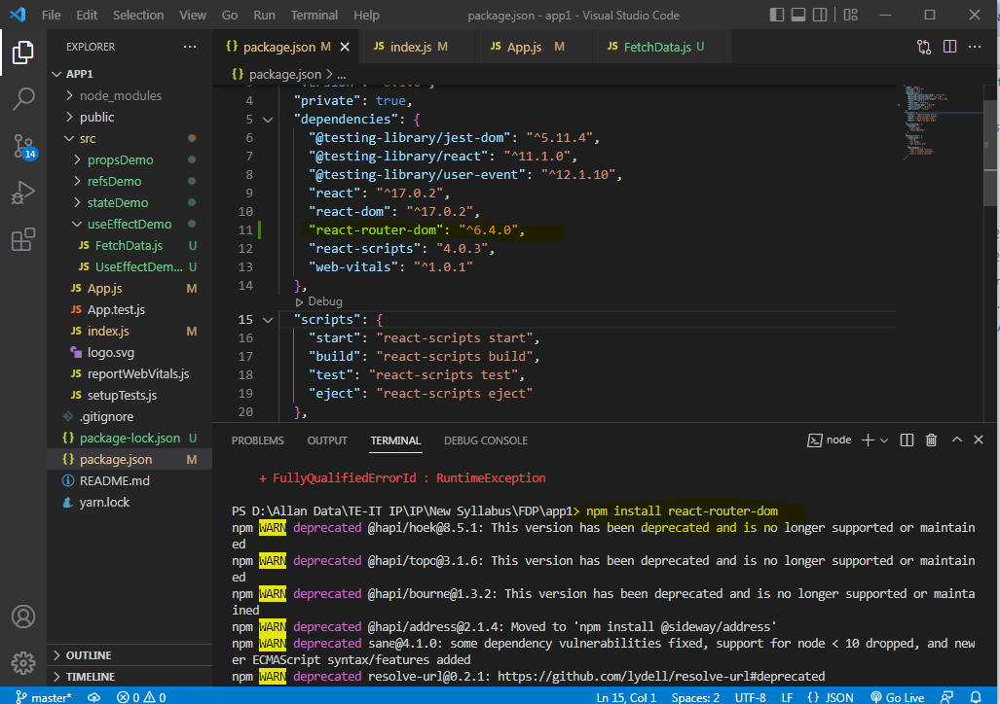 File Edit Selection View Go Run Terminal Help package.json - app1 - Visual Studio Code
EXPLORER ...
APP1
node_modules
public
src
propsDemo
refsDemo
stateDemo
useEffectDemo
JS FetchData.js U
JS UseEffectDem... U
JS App.js M
JS App.test.js
JS index.js M
logo.svg
JS reportWebVitals.js
JS setupTests.js
.gitignore
{} package-lock.json U
{} package.json M
README.md
yarn.lock
OUTLINE
TIMELINE
14
{} package.json M JS index.js M JS App.js M JS FetchData.js U ...
{} package.json > ...
4 "private": true,
5 "dependencies": {
6 "@testing-library/jest-dom": "^5.11.4",
7 "@testing-library/react": "^11.1.0",
8 "@testing-library/user-event": "^12.1.10",
9 "react": "^17.0.2",
10 "react-dom": "^17.0.2",
11 "react-router-dom": "^6.4.0",
12 "react-scripts": "4.0.3",
13 "web-vitals": "^1.0.1"
14 },
Debug
15 "scripts": {
16 "start": "react-scripts start",
17 "build": "react-scripts build",
18 "test": "react-scripts test",
19 "eject": "react-scripts eject"
20 },
PROBLEMS OUTPUT TERMINAL DEBUG CONSOLE node
+ FullyQualifiedErrorId : RuntimeException
PS D:\Allan Data\TE-IT IP\IP\New Syllabus\FDP\app1> npm install react-router-dom
npm WARN deprecated @hapi/hoek@8.5.1: This version has been deprecated and is no longer supported or maintain
ed
npm WARN deprecated @hapi/topo@3.1.6: This version has been deprecated and is no longer supported or maintain
ed
npm WARN deprecated @hapi/bourne@1.3.2: This version has been deprecated and is no longer supported or mainta
ined
npm WARN deprecated @hapi/address@2.1.4: Moved to 'npm install @sideway/address'
npm WARN deprecated sane@4.1.0: some dependency vulnerabilities fixed, support for node < 10 dropped, and new
er ECMAScript syntax/features added
npm WARN deprecated resolve-url@0.2.1: https://github.com/lydell/resolve-url#deprecated
master* 0 0 Ln 15, Col 1 Spaces: 2 UTF-8 LF {} JSON Go Live